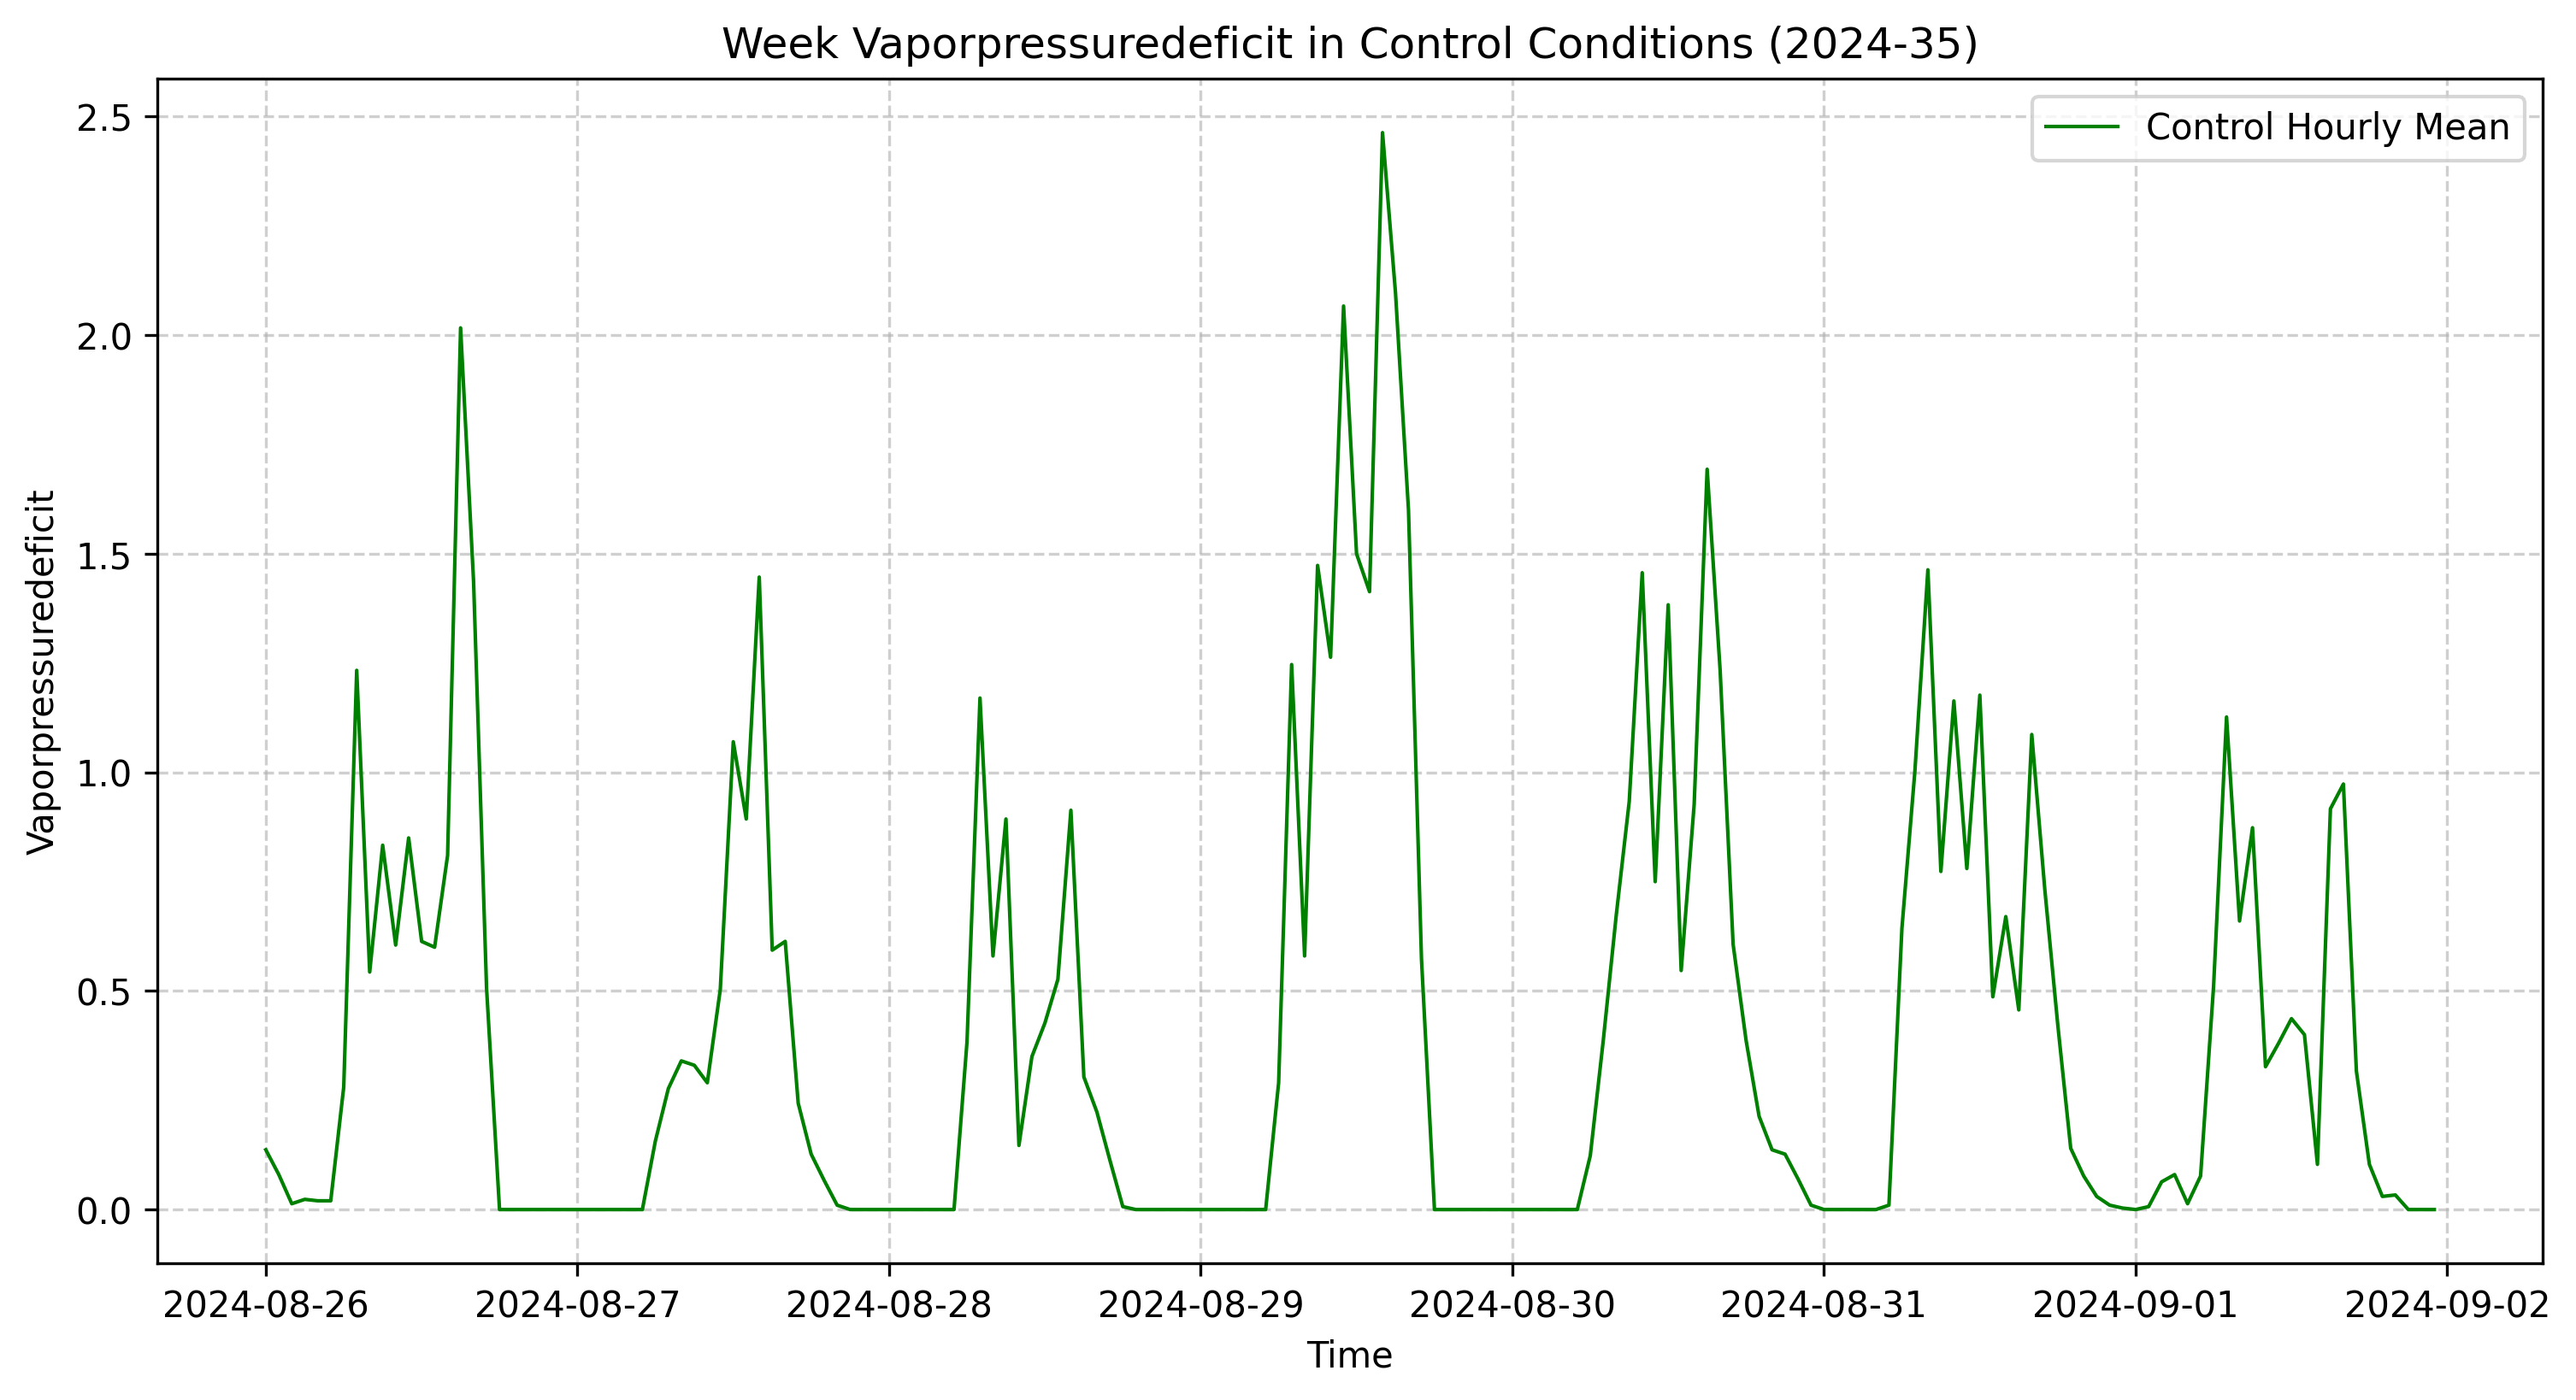 Week Vaporpressuredeficit in Control Conditions (2024-35)
Control Hourly Mean
Vaporpressuredeficit
2.5
2.0
1.5
1.0
0.5
0.0
2024-08-26 2024-08-27 2024-08-28 2024-08-29 2024-08-30 2024-08-31 2024-09-01 2024-09-02
Time